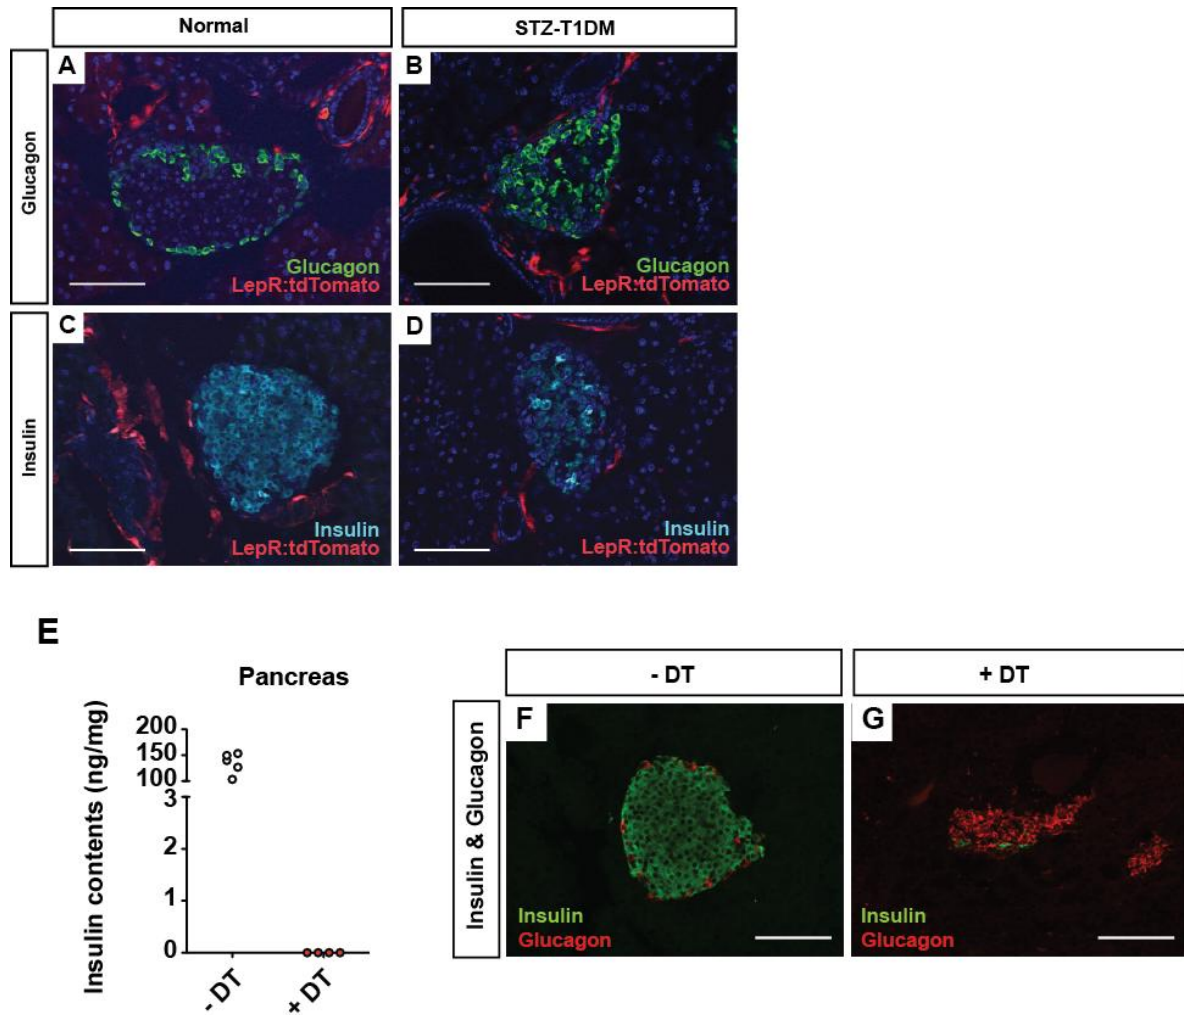 Normal
STZ-T1DM
Glucagon
A
Glucagon
LepR:tdTomato
B
Glucagon
LepR:tdTomato
Insulin
C
Insulin
LepR:tdTomato
D
Insulin
LepR:tdTomato
E
Pancreas
Insulin contents (ng/mg)
200
150
100
3
2
1
0
- DT
+ DT
- DT
+ DT
Insulin & Glucagon
F
Insulin
Glucagon
G
Insulin
Glucagon